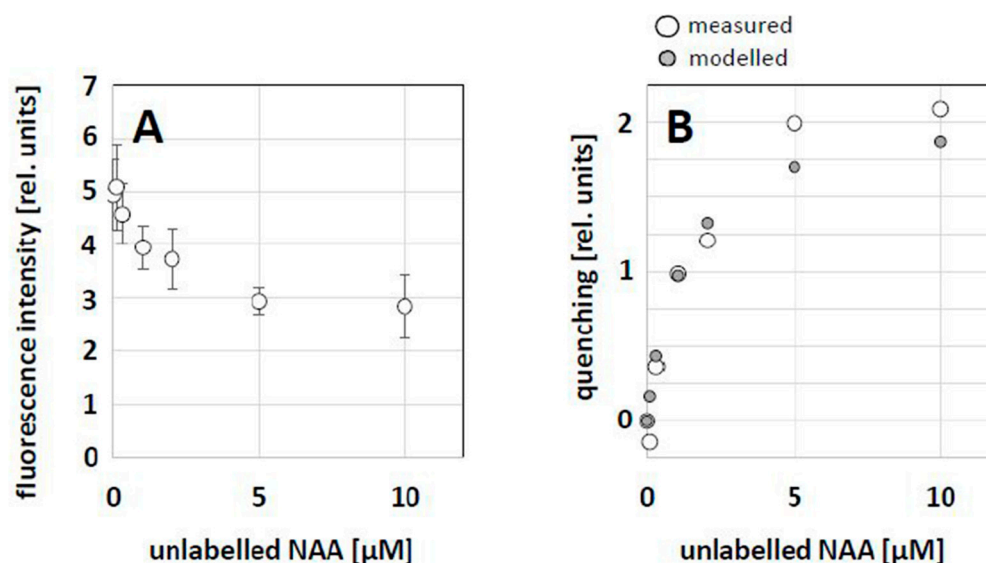 measured
modelled
A
fluorescence intensity [rel. units]
7
6
5
4
3
2
1
0
0 5 10
unlabelled NAA [µM]
B
quenching [rel. units]
2
1
0
0 5 10
unlabelled NAA [µM]